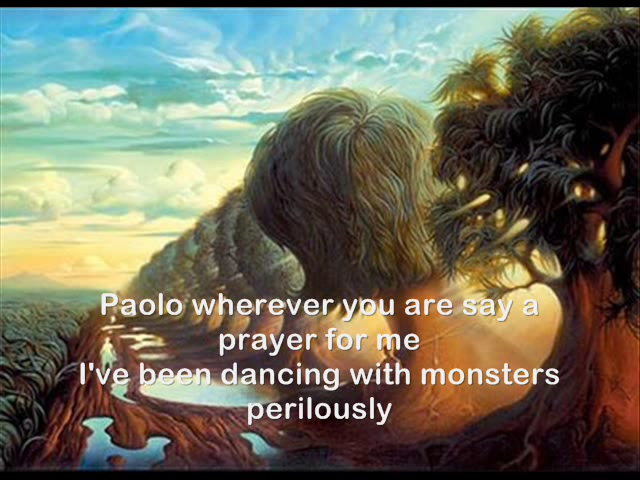 Paolo wherever you are say a
prayer for me
I've been dancing with monsters
perilously